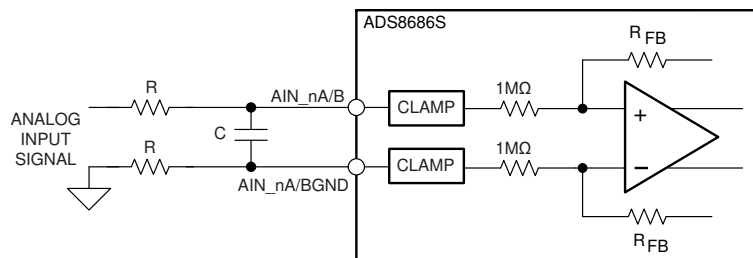 ADS8686S
R FB
R
AIN_nA/B
CLAMP
1MΩ
ANALOG
INPUT
SIGNAL
C
+
R
AIN_nA/BGND
CLAMP
1MΩ
−
R FB